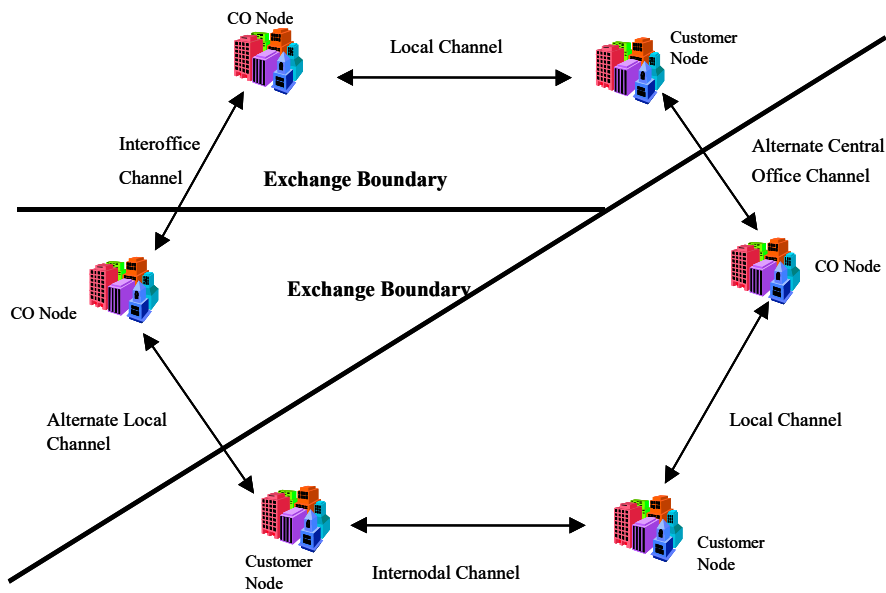 CO Node
Local Channel
Customer
Node
Interoffice
Channel
Alternate Central
Office Channel
Exchange Boundary
CO Node
Exchange Boundary
CO Node
Alternate Local
Channel
Local Channel
Customer
Node
Internodal Channel
Customer
Node